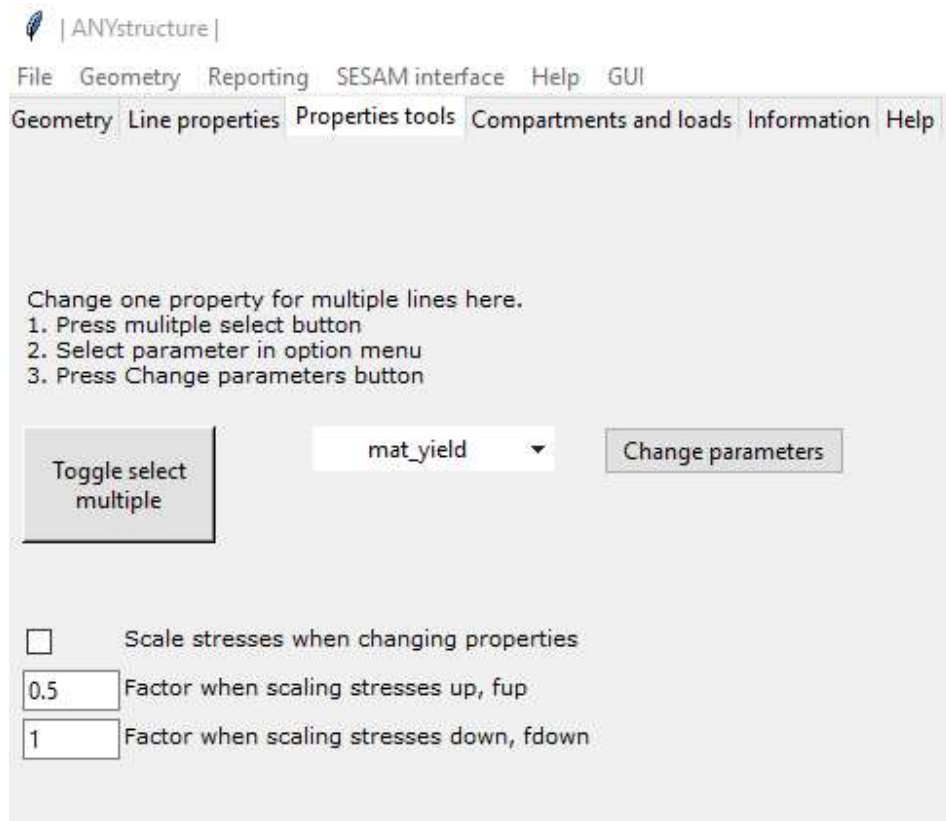 | ANYstructure |
File Geometry Reporting SESAM interface Help GUI
Geometry Line properties Properties tools Compartments and loads Information Help
Change one property for multiple lines here.
1. Press mulitple select button
2. Select parameter in option menu
3. Press Change parameters button
Toggle select
multiple
mat_yield
Change parameters
Scale stresses when changing properties
0.5 Factor when scaling stresses up, fup
1 Factor when scaling stresses down, fdown